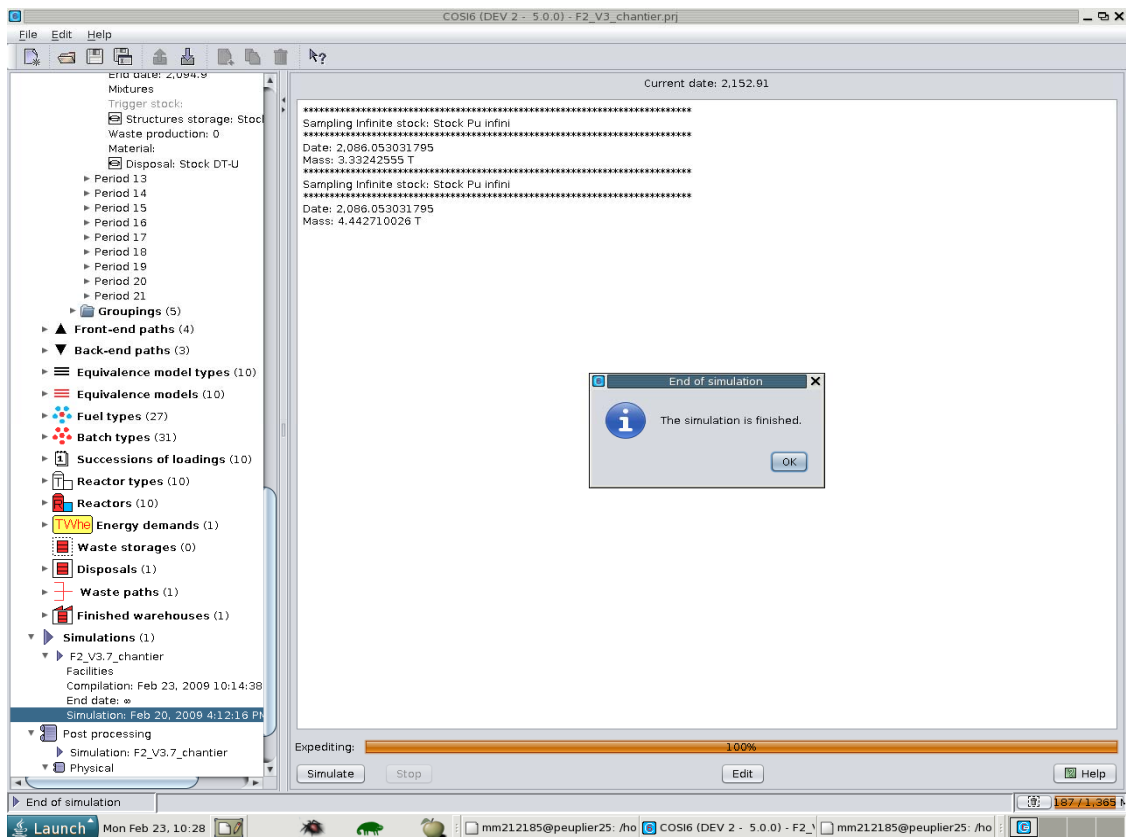 COSI6 (DEV 2 - 5.0.0) - F2_V3_chantier.prj
File Edit Help
End date: 2,094.9
Mixtures
Trigger stock:
Structures storage: Stocl
Waste production: 0
Material:
Disposal: Stock DT-U
Period 13
Period 14
Period 15
Period 16
Period 17
Period 18
Period 19
Period 20
Period 21
Groupings (5)
Front-end paths (4)
Back-end paths (3)
Equivalence model types (10)
Equivalence models (10)
Fuel types (27)
Batch types (31)
Successions of loadings (10)
Reactor types (10)
Reactors (10)
TWhe Energy demands (1)
Waste storages (0)
Disposals (1)
Waste paths (1)
Finished warehouses (1)
Simulations (1)
F2_V3.7_chantier
Facilities
Compilation: Feb 23, 2009 10:14:38
End date: ∞
Simulation: Feb 20, 2009 4:12:16 PM
Post processing
Simulation: F2_V3.7_chantier
Physical
Current date: 2,152.91
**************************************************************************
Sampling Infinite stock: Stock Pu infini
**************************************************************************
Date: 2,086.053031795
Mass: 3.33242555 T
**************************************************************************
Sampling Infinite stock: Stock Pu infini
**************************************************************************
Date: 2,086.053031795
Mass: 4.442710026 T
End of simulation
The simulation is finished.
OK
Expediting: 100%
Simulate Stop Edit Help
End of simulation 187 / 1,365 M
Launch Mon Feb 23, 10:28 mm212185@peuplier25: /ho COSI6 (DEV 2 - 5.0.0) - F2_V mm212185@peuplier25: /ho